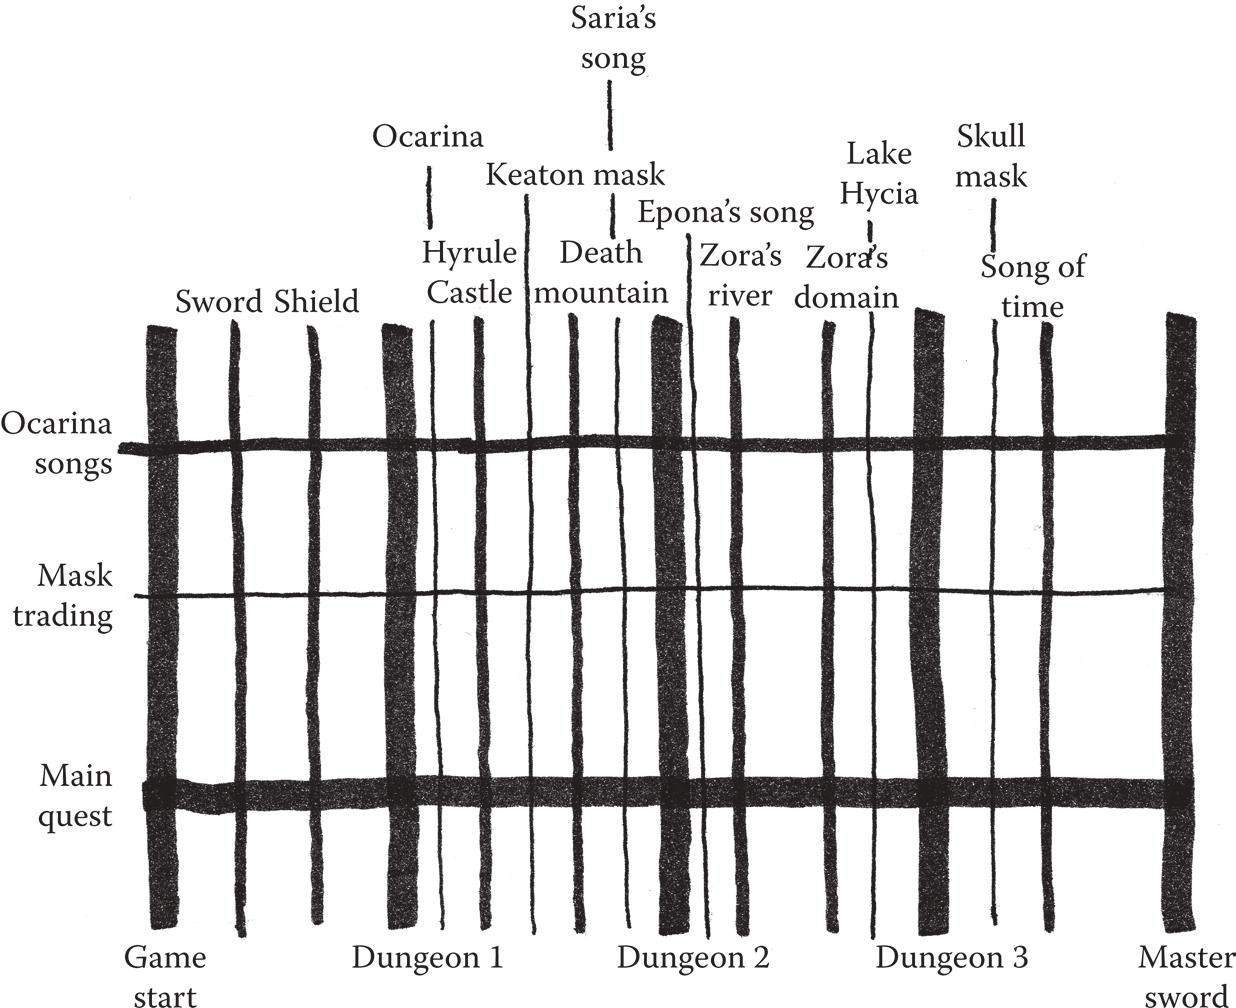 Saria's
song
Ocarina
Keaton mask
Lake
Hycia
Skull
mask
Epona's song
Hyrule
Castle
Death
mountain
Zora's
river
Zora's
domain
Song of
time
Sword Shield
Ocarina
songs
Mask
trading
Main
quest
Game
start
Dungeon 1
Dungeon 2
Dungeon 3
Master
sword